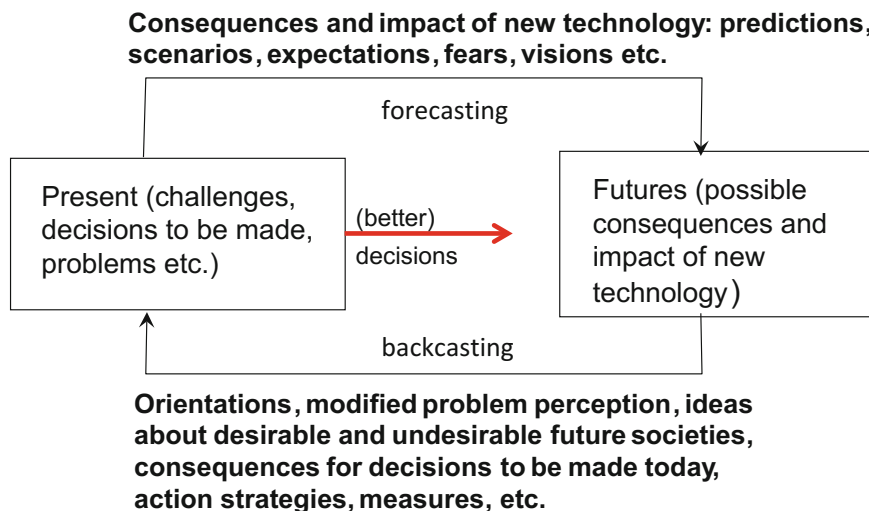 Consequences and impact of new technology: predictions,
scenarios, expectations, fears, visions etc.
forecasting
Present (challenges,
decisions to be made,
problems etc.)
(better)
decisions
Futures (possible
consequences and
impact of new
technology)
backcasting
Orientations, modified problem perception, ideas
about desirable and undesirable future societies,
consequences for decisions to be made today,
action strategies, measures, etc.